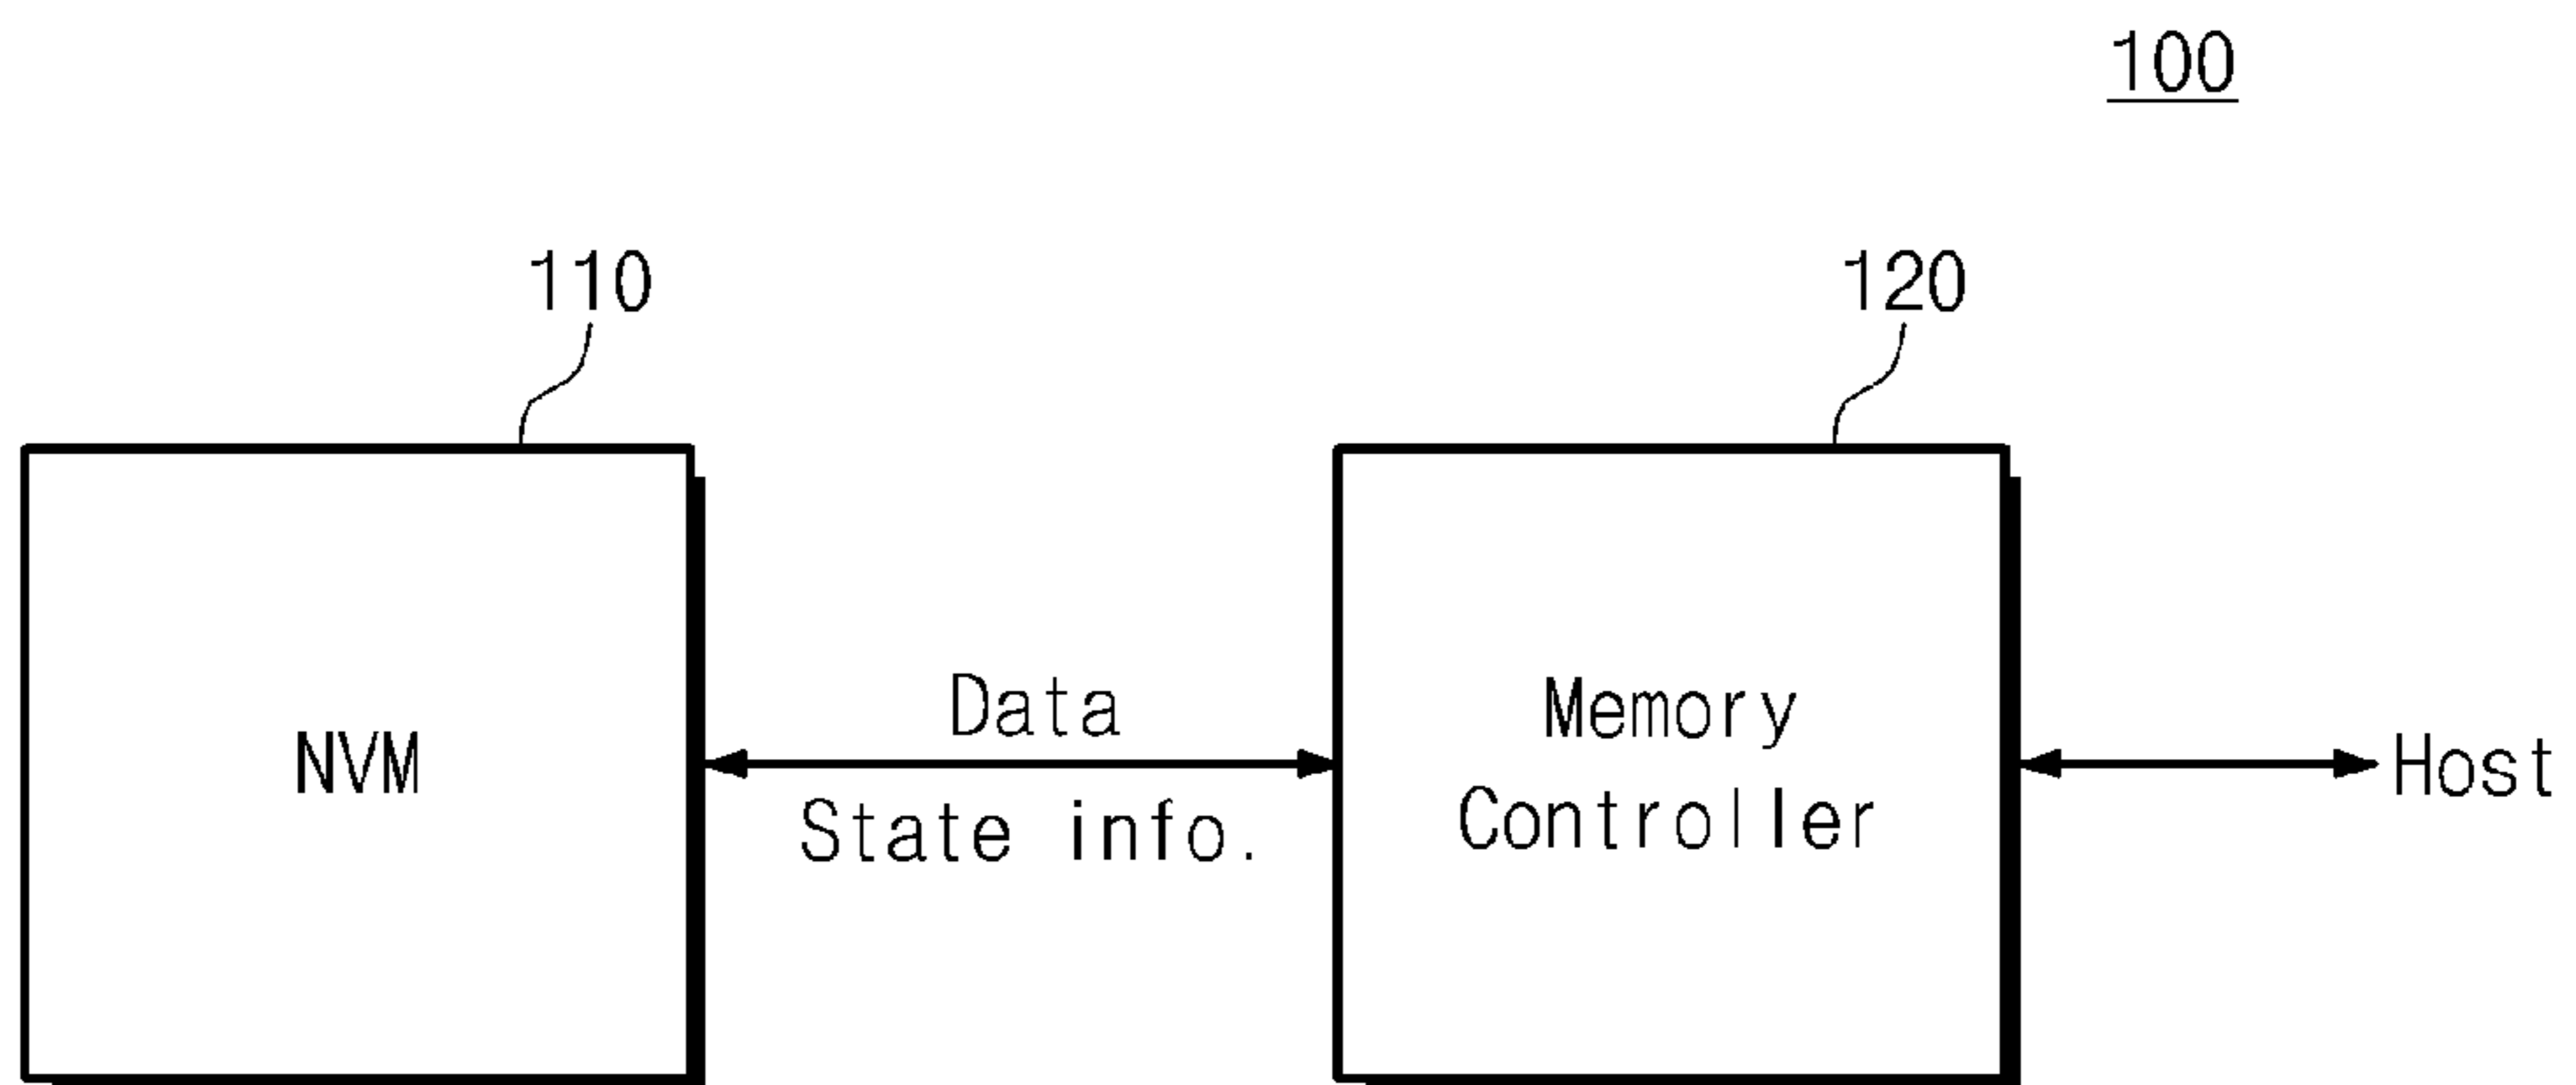 100
110
120
NVM
Data
State info.
Memory
Controller
Host